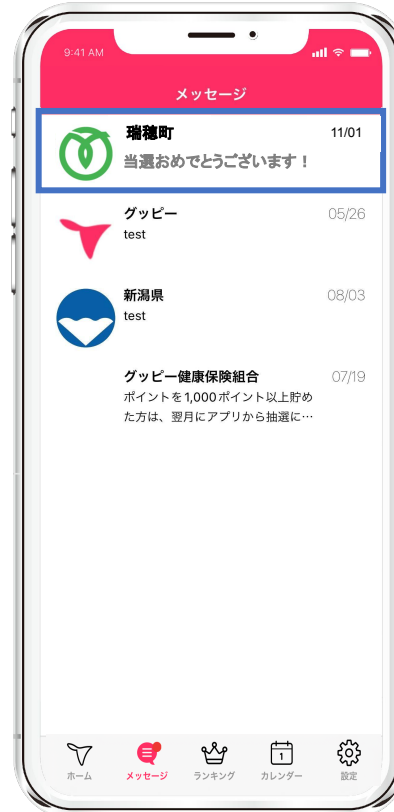 9:41 AM
メッセージ
瑞穂町
11/01
当選おめでとうございます！
グッピー
05/26
test
新潟県
08/03
test
グッピー健康保険組合
07/19
ポイントを1,000ポイント以上貯め
た方は、翌月にアプリから抽選に…
ホーム
メッセージ
ランキング
1
カレンダー
設定